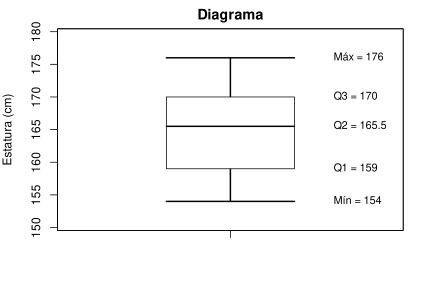 Diagrama
Estatura (cm)
180
175
170
165
160
155
150
Máx = 176
Q3 = 170
Q2 = 165.5
Q1 = 159
Mín = 154